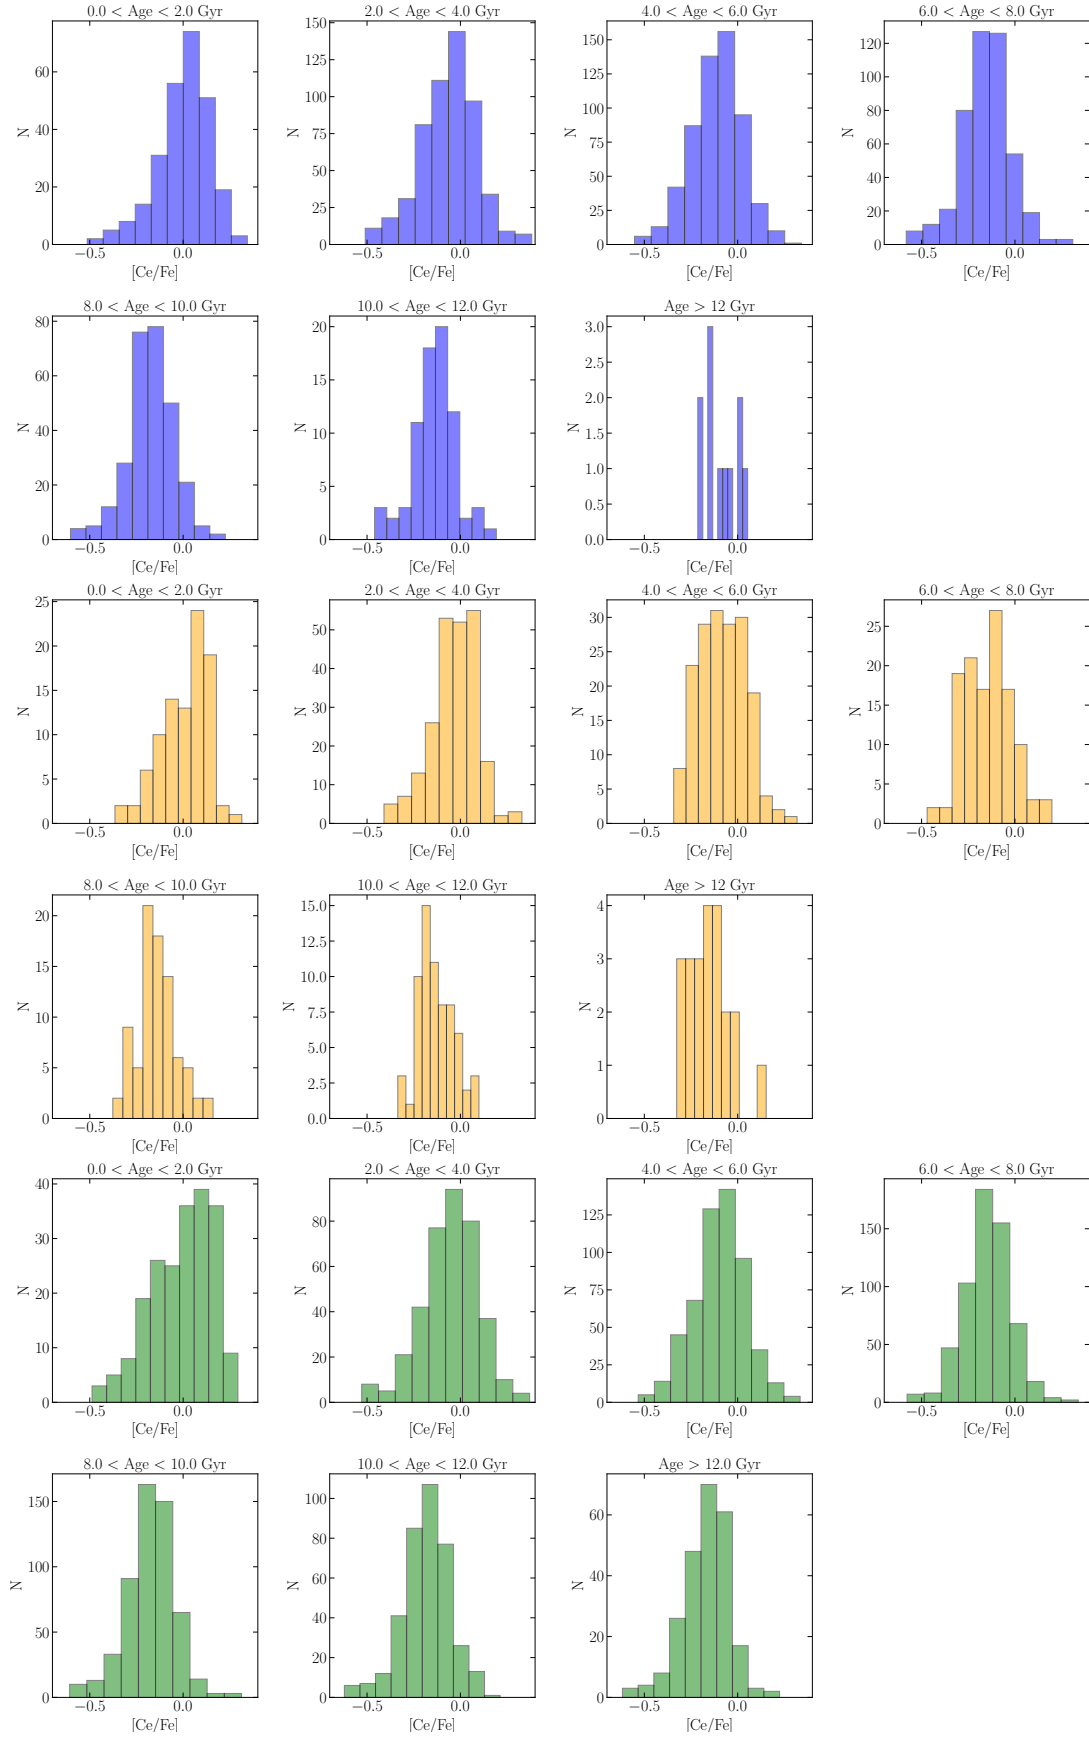 0.0 < Age < 2.0 Gyr
N
0
20
40
60
−0.5
0.0
[Ce/Fe]
2.0 < Age < 4.0 Gyr
N
0
25
50
75
100
125
150
−0.5
0.0
[Ce/Fe]
4.0 < Age < 6.0 Gyr
N
0
25
50
75
100
125
150
−0.5
0.0
[Ce/Fe]
6.0 < Age < 8.0 Gyr
N
0
20
40
60
80
100
120
−0.5
0.0
[Ce/Fe]
8.0 < Age < 10.0 Gyr
N
0
20
40
60
80
−0.5
0.0
[Ce/Fe]
10.0 < Age < 12.0 Gyr
N
0
5
10
15
20
−0.5
0.0
[Ce/Fe]
Age > 12 Gyr
N
0.0
0.5
1.0
1.5
2.0
2.5
3.0
−0.5
0.0
[Ce/Fe]
0.0 < Age < 2.0 Gyr
N
0
5
10
15
20
25
−0.5
0.0
[Ce/Fe]
2.0 < Age < 4.0 Gyr
N
0
10
20
30
40
50
−0.5
0.0
[Ce/Fe]
4.0 < Age < 6.0 Gyr
N
0
5
10
15
20
25
30
−0.5
0.0
[Ce/Fe]
6.0 < Age < 8.0 Gyr
N
0
5
10
15
20
25
−0.5
0.0
[Ce/Fe]
8.0 < Age < 10.0 Gyr
N
0
5
10
15
20
−0.5
0.0
[Ce/Fe]
10.0 < Age < 12.0 Gyr
N
0.0
2.5
5.0
7.5
10.0
12.5
15.0
−0.5
0.0
[Ce/Fe]
Age > 12 Gyr
N
0
1
2
3
4
−0.5
0.0
[Ce/Fe]
0.0 < Age < 2.0 Gyr
N
0
10
20
30
40
−0.5
0.0
[Ce/Fe]
2.0 < Age < 4.0 Gyr
N
0
20
40
60
80
−0.5
0.0
[Ce/Fe]
4.0 < Age < 6.0 Gyr
N
0
25
50
75
100
125
−0.5
0.0
[Ce/Fe]
6.0 < Age < 8.0 Gyr
N
0
50
100
150
−0.5
0.0
[Ce/Fe]
8.0 < Age < 10.0 Gyr
N
0
50
100
150
−0.5
0.0
[Ce/Fe]
10.0 < Age < 12.0 Gyr
N
0
20
40
60
80
100
−0.5
0.0
[Ce/Fe]
Age > 12.0 Gyr
N
0
20
40
60
−0.5
0.0
[Ce/Fe]